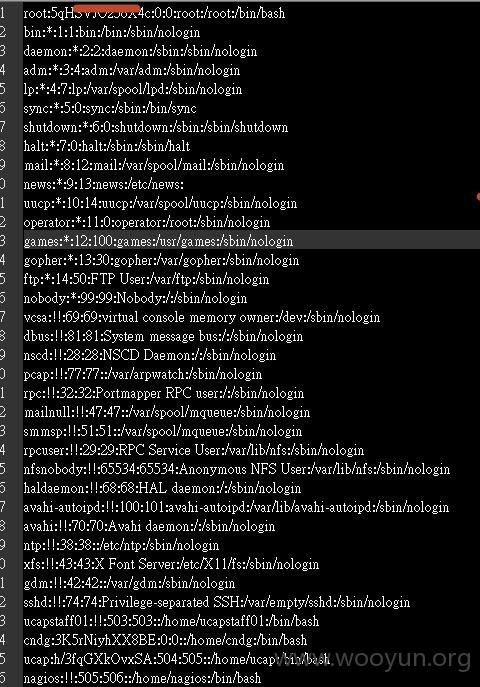 1 root:5qHSVJO258X4c:0:0:root:/root:/bin/bash
2 bin:*:1:1:bin:/bin:/sbin/nologin
3 daemon:*:2:2:daemon:/sbin:/sbin/nologin
4 adm:*:3:4:adm:/var/adm:/sbin/nologin
5 lp:*:4:7:lp:/var/spool/lpd:/sbin/nologin
6 sync:*:5:0:sync:/sbin:/bin/sync
7 shutdown:*:6:0:shutdown:/sbin:/sbin/shutdown
8 halt:*:7:0:halt:/sbin:/sbin/halt
9 mail:*:8:12:mail:/var/spool/mail:/sbin/nologin
0 news:*:9:13:news:/etc/news:
1 uucp:*:10:14:uucp:/var/spool/uucp:/sbin/nologin
2 operator:*:11:0:operator:/root:/sbin/nologin
3 games:*:12:100:games:/usr/games:/sbin/nologin
4 gopher:*:13:30:gopher:/var/gopher:/sbin/nologin
5 ftp:*:14:50:FTP User:/var/ftp:/sbin/nologin
6 nobody:*:99:99:Nobody:/:/sbin/nologin
7 vcsa:!!:69:69:virtual console memory owner:/dev:/sbin/nologin
8 dbus:!!:81:81:System message bus:/:/sbin/nologin
9 nscd:!!:28:28:NSCD Daemon:/:/sbin/nologin
0 pcap:!!:77:77::/var/arpwatch:/sbin/nologin
1 rpc:!!:32:32:Portmapper RPC user:/:/sbin/nologin
2 mailnull:!!:47:47::/var/spool/mqueue:/sbin/nologin
3 smmsp:!!:51:51::/var/spool/mqueue:/sbin/nologin
4 rpcuser:!!:29:29:RPC Service User:/var/lib/nfs:/sbin/nologin
5 nfsnobody:!!:65534:65534:Anonymous NFS User:/var/lib/nfs:/sbin/nologin
6 haldaemon:!!:68:68:HAL daemon:/:/sbin/nologin
7 avahi-autoipd:!!:100:101:avahi-autoipd:/var/lib/avahi-autoipd:/sbin/nologin
8 avahi:!!:70:70:Avahi daemon:/:/sbin/nologin
9 ntp:!!:38:38::/etc/ntp:/sbin/nologin
0 xfs:!!:43:43:X Font Server:/etc/X11/fs:/sbin/nologin
1 gdm:!!:42:42::/var/gdm:/sbin/nologin
2 sshd:!!:74:74:Privilege-separated SSH:/var/empty/sshd:/sbin/nologin
3 ucapstaff01:!!:503:503::/home/ucapstaff01:/bin/bash
4 cndg:3K5rNiyhXX8BE:0:0::/home/cndg:/bin/bash
5 ucap:h/3fqGXkOvxSA:504:505::/home/ucap:/bin/bash
6 nagios:!!:505:506::/home/nagios:/bin/bash
www.wooyun.org